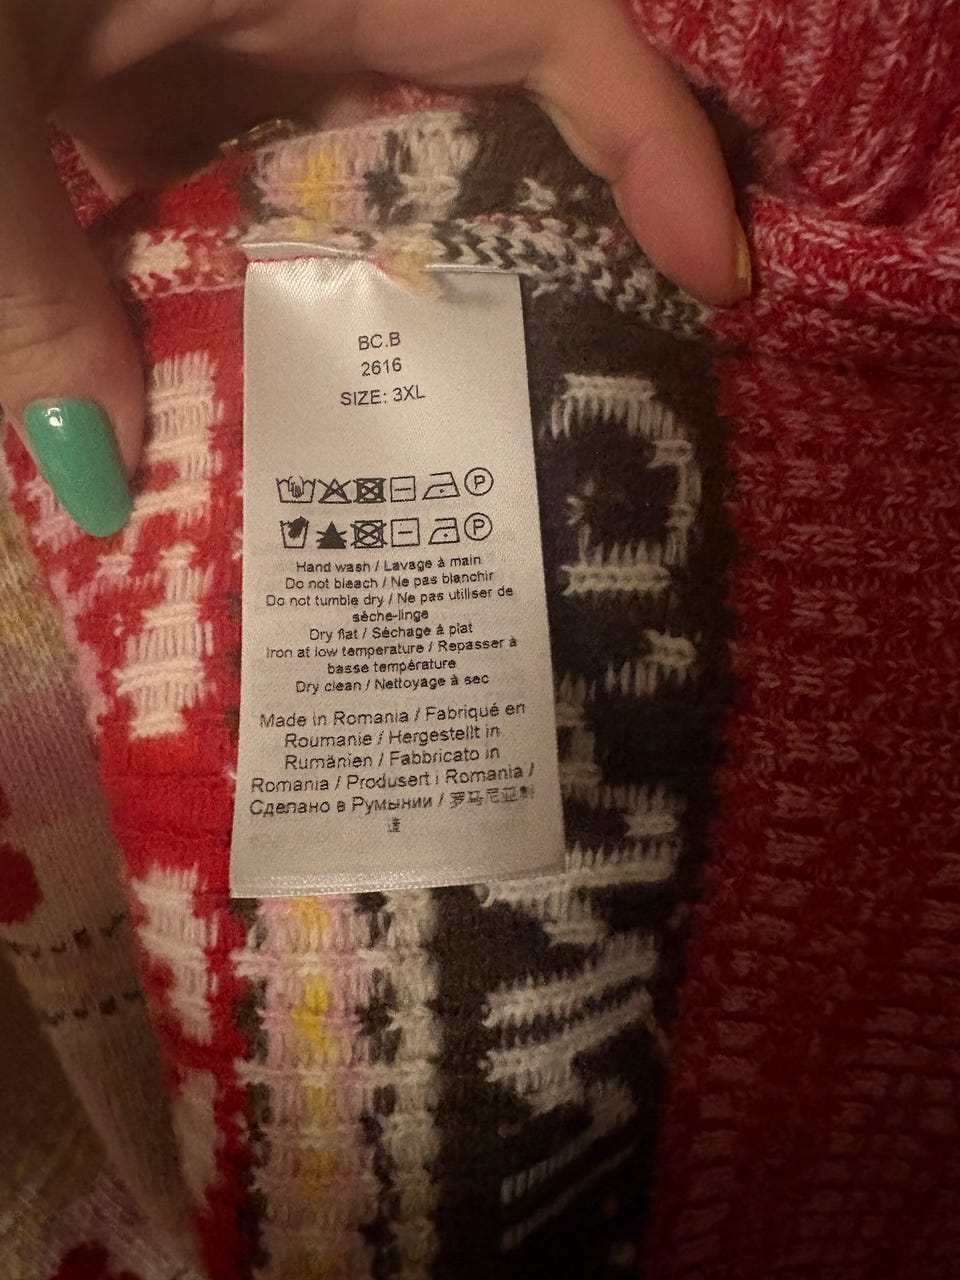 BC.B
2616
SIZE: 3XL
P
P
Hand wash / Lavage à main
Do not bleach / Ne pas blanchir
Do not tumble dry / Ne pas utiliser de
sèche-linge
Dry flat / Séchage à plat
Iron at low temperature / Repasser à
basse température
Dry clean / Nettoyage à sec
Made in Romania / Fabriqué en
Roumanie / Hergestellt in
Rumänien / Fabbricato in
Romania / Produsert i Romania /
Сделано в Румынии / 罗马尼亚制
造